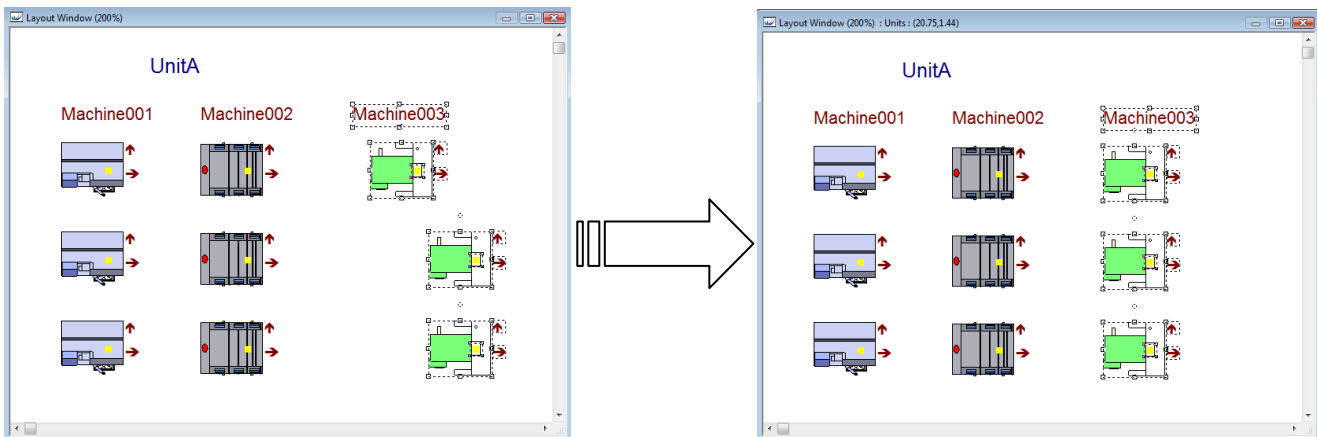 Layout Window (200%)
UnitA
Machine001 Machine002 Machine003
Layout Window (200%) : Units : (20.75,1.44)
UnitA
Machine001 Machine002 Machine003